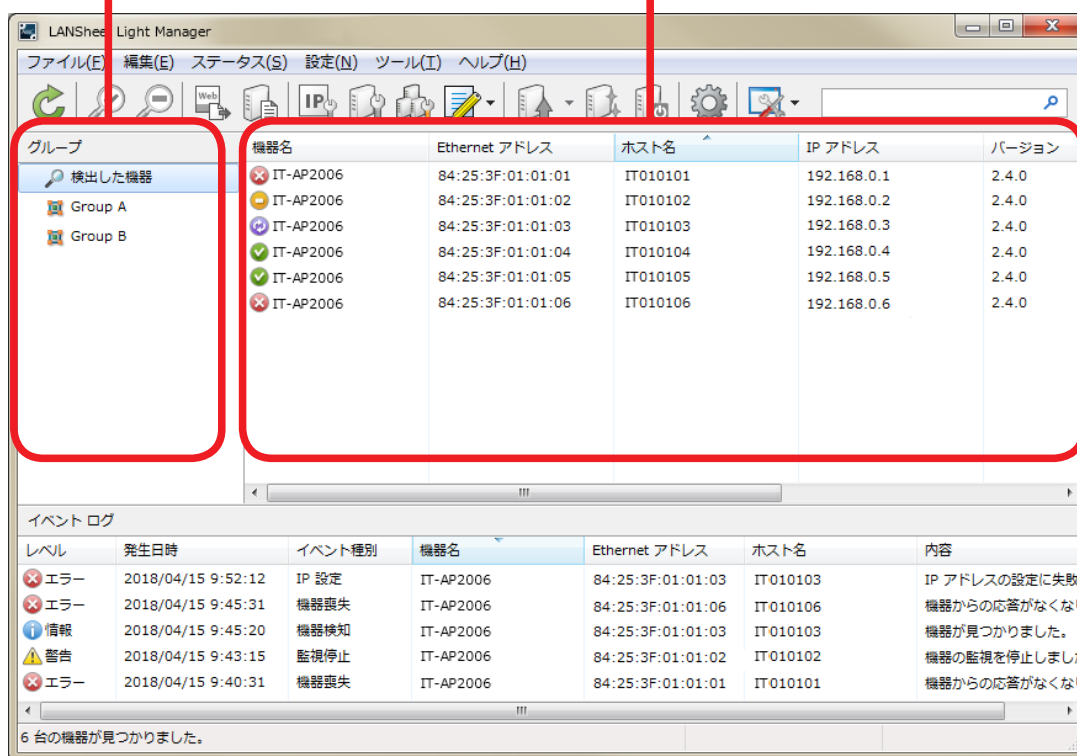 LANSheet Light Manager
ファイル(F) 編集(E) ステータス(S) 設定(N) ツール(T) ヘルプ(H)
Web IP
グループ
検出した機器
Group A
Group B
機器名 Ethernet アドレス ホスト名 IP アドレス バージョン
IT-AP2006 84:25:3F:01:01:01 IT010101 192.168.0.1 2.4.0
IT-AP2006 84:25:3F:01:01:02 IT010102 192.168.0.2 2.4.0
IT-AP2006 84:25:3F:01:01:03 IT010103 192.168.0.3 2.4.0
IT-AP2006 84:25:3F:01:01:04 IT010104 192.168.0.4 2.4.0
IT-AP2006 84:25:3F:01:01:05 IT010105 192.168.0.5 2.4.0
IT-AP2006 84:25:3F:01:01:06 IT010106 192.168.0.6 2.4.0
イベント ログ
レベル 発生日時 イベント種別 機器名 Ethernet アドレス ホスト名 内容
エラー 2018/04/15 9:52:12 IP 設定 IT-AP2006 84:25:3F:01:01:03 IT010103 IP アドレスの設定に失敗
エラー 2018/04/15 9:45:31 機器喪失 IT-AP2006 84:25:3F:01:01:06 IT010106 機器からの応答がなくな
情報 2018/04/15 9:45:20 機器検知 IT-AP2006 84:25:3F:01:01:03 IT010103 機器が見つかりました。
警告 2018/04/15 9:43:15 監視停止 IT-AP2006 84:25:3F:01:01:02 IT010102 機器の監視を停止しまし
エラー 2018/04/15 9:40:31 機器喪失 IT-AP2006 84:25:3F:01:01:01 IT010101 機器からの応答がなくな
6 台の機器が見つかりました。